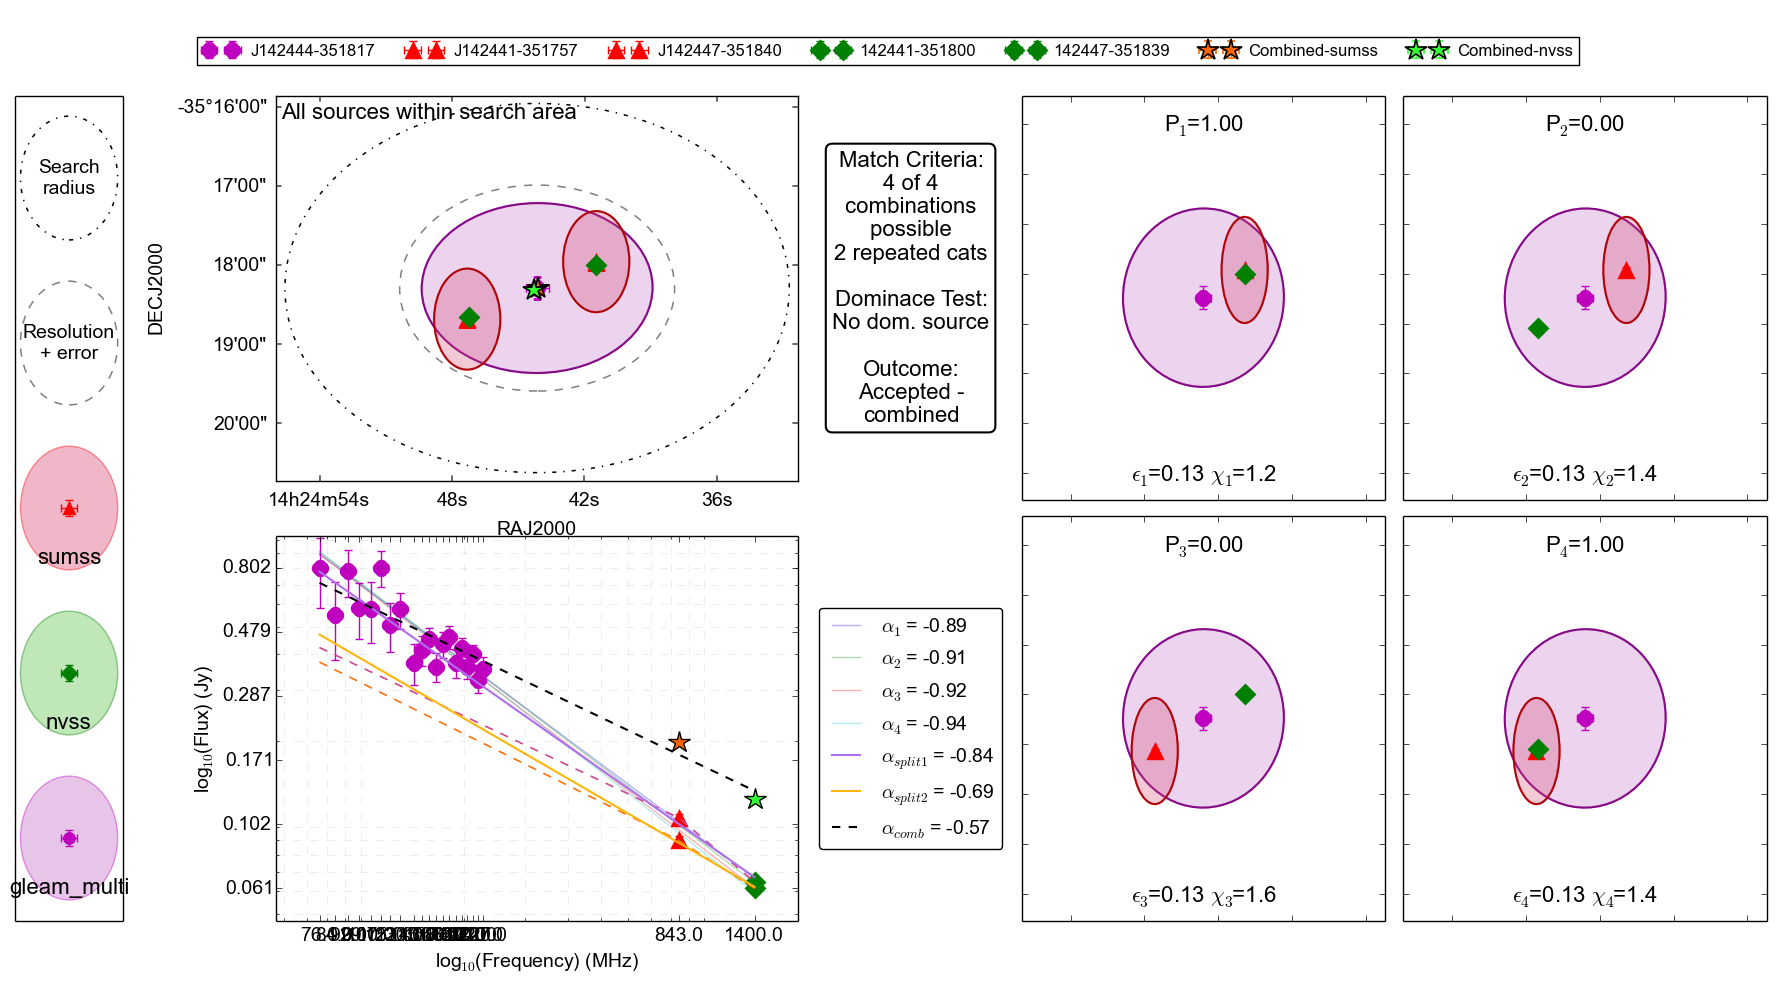 J142444-351817
J142441-351757
J142447-351840
142441-351800
142447-351839
Combined-sumss
Combined-nvss
Search
radius
Resolution
+ error
sumss
nvss
gleam_multi
All sources within search area
DECJ2000
-35°16'00"
17'00"
18'00"
19'00"
20'00"
14h24m54s
48s
42s
36s
RAJ2000
Match Criteria:
4 of 4
combinations
possible
2 repeated cats
Dominace Test:
No dom. source
Outcome:
Accepted -
combined
P1=1.00
ϵ1=0.13 χ1=1.2
P2=0.00
ϵ2=0.13 χ2=1.4
P3=0.00
ϵ3=0.13 χ3=1.6
P4=1.00
ϵ4=0.13 χ4=1.4
log10(Flux) (Jy)
0.802
0.479
0.287
0.171
0.102
0.061
843.0
1400.0
log10(Frequency) (MHz)
α1 = -0.89
α2 = -0.91
α3 = -0.92
α4 = -0.94
αsplit1 = -0.84
αsplit2 = -0.69
αcomb = -0.57